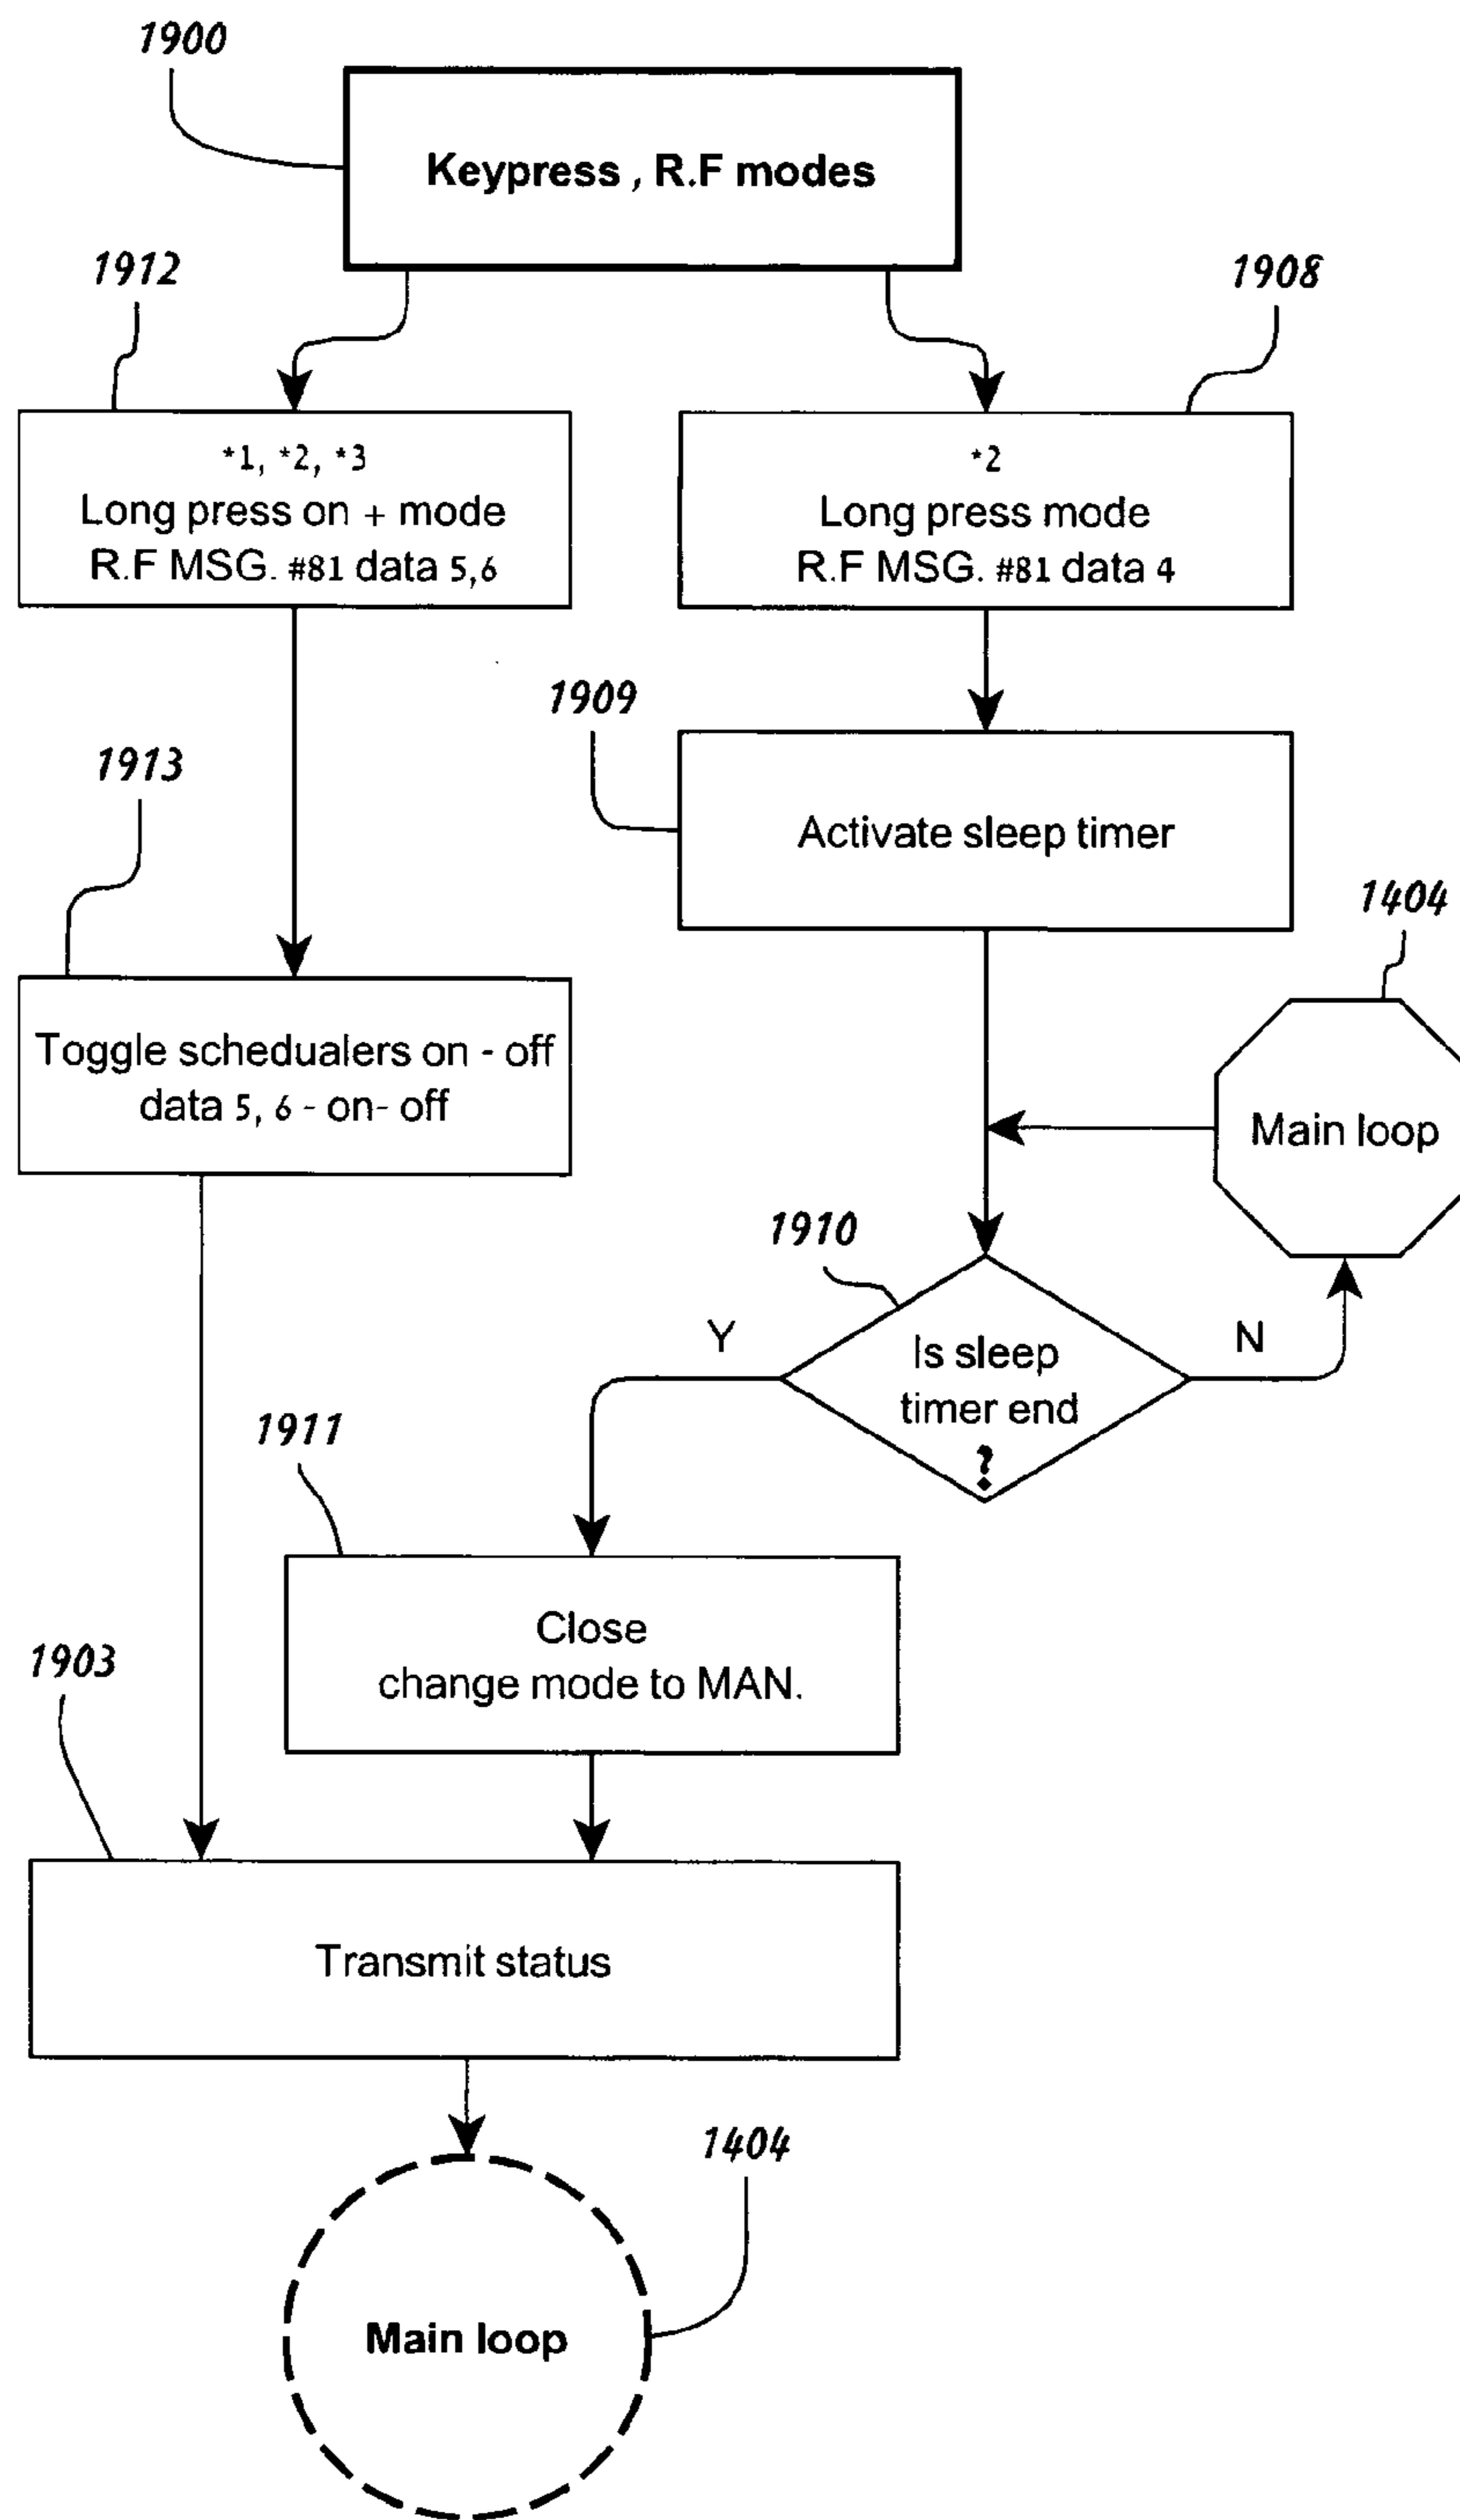 1900
Keypress , R.F modes
1912
1908
*1, *2, *3
Long press on + mode
R.F MSG. #81 data 5,6
*2
Long press mode
R.F MSG. #81 data 4
1909
Activate sleep timer
1913
Toggle schedualers on - off
data 5, 6 - on- off
1404
Main loop
1910
Y
N
Is sleep
timer end
?
1911
Close
change mode to MAN.
1903
Transmit status
1404
Main loop